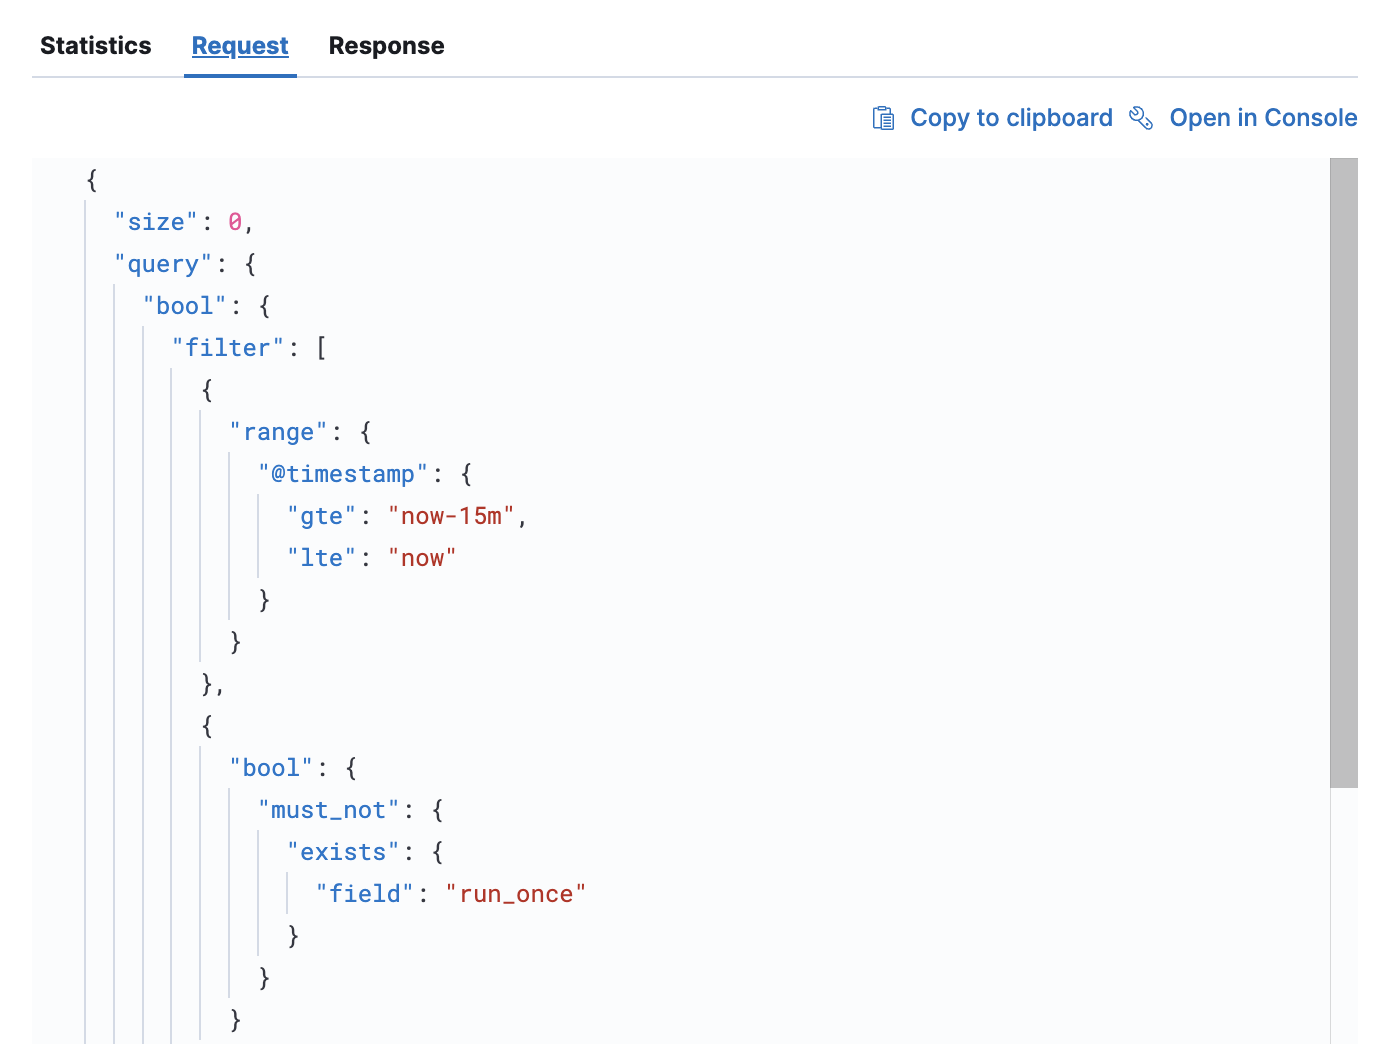 Statistics Request Response
Copy to clipboard Open in Console
{
  "size": 0,
  "query": {
    "bool": {
      "filter": [
        {
          "range": {
            "@timestamp": {
              "gte": "now-15m",
              "lte": "now"
            }
          }
        },
        {
          "bool": {
            "must_not": {
              "exists": {
                "field": "run_once"
              }
            }
          }